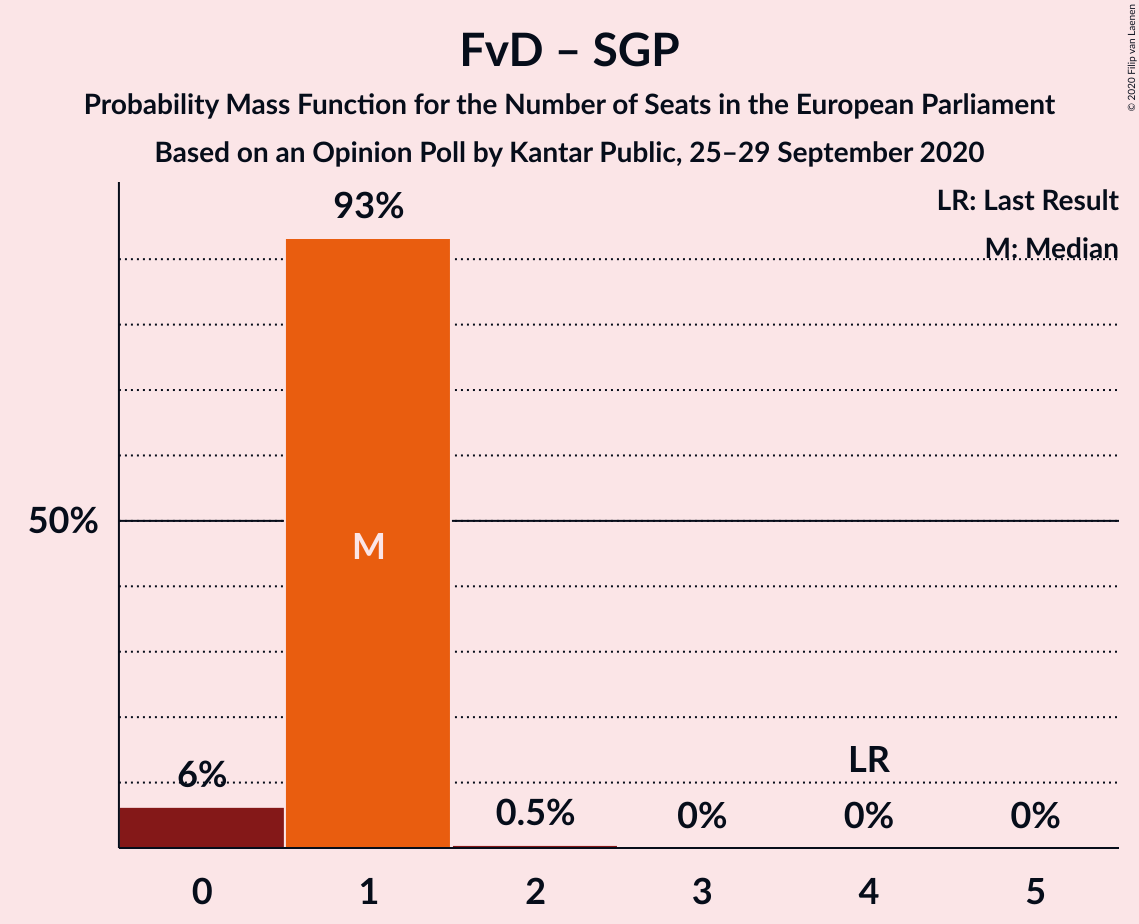 FvD – SGP
Probability Mass Function for the Number of Seats in the European Parliament
Based on an Opinion Poll by Kantar Public, 25–29 September 2020
© 2020 Filip van Laenen
LR: Last Result
M: Median
93%
50%
M
6%
0.5%
0%
LR
0%
0%
0 1 2 3 4 5